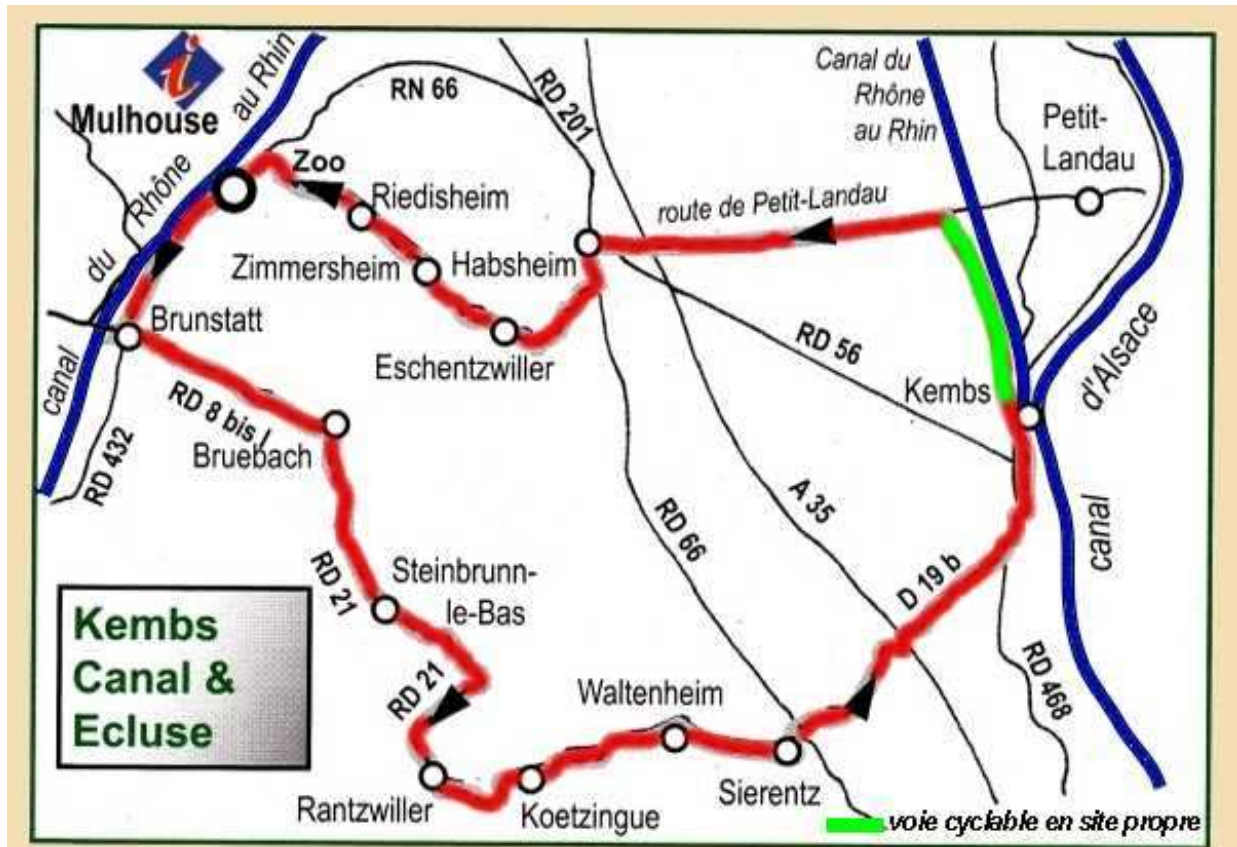 i
Mulhouse
canal
du
Rhône
au Rhin
RN 66
RD 201
Canal du
Rhône
au Rhin
Petit-
Landau
Zoo
Riedisheim
route de Petit-Landau
Zimmersheim
Habsheim
Brunstatt
Eschentzwiller
RD 56
Kembs
d'Alsace
RD 8 bis I
Bruebach
RD 432
RD 66
A 35
canal
RD 21
Steinbrunn-
le-Bas
D 19 b
Kembs
Canal &
Ecluse
RD 21
Waltenheim
RD 468
Rantzwiller
Koetzingue
Sierentz
voie cyclable en site propre